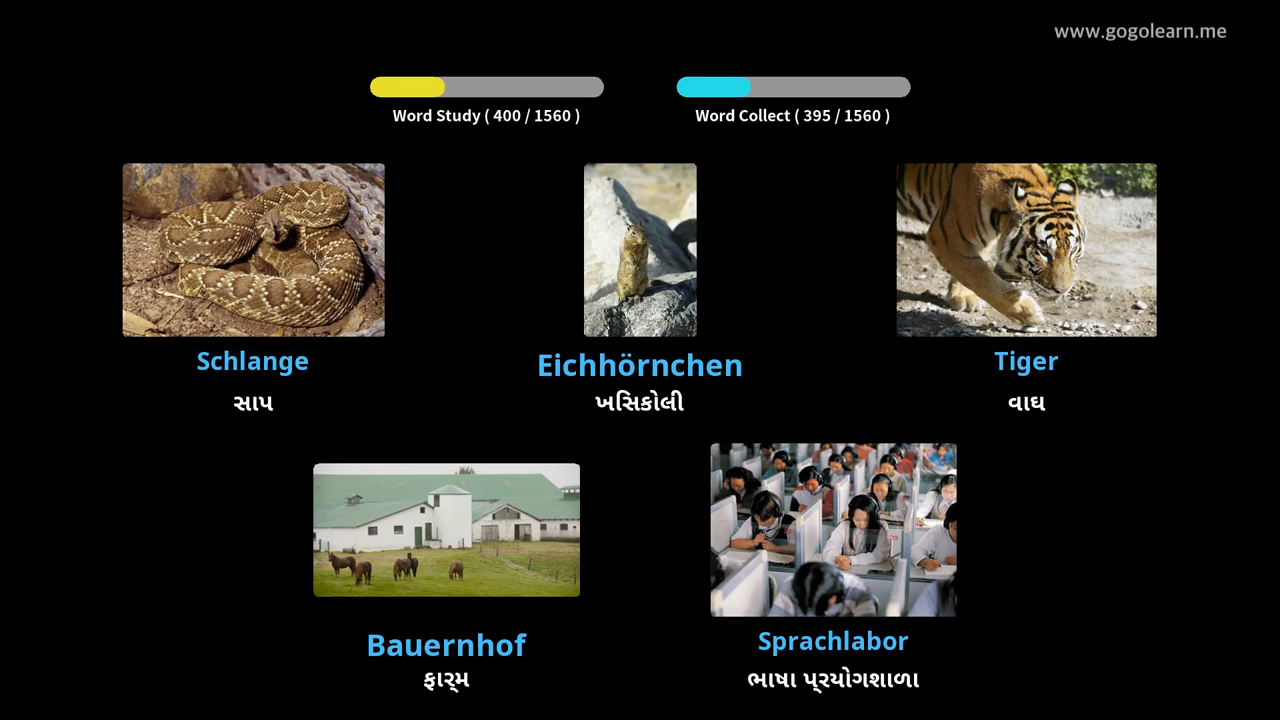 www.gogolearn.me
Word Study ( 400 / 1560 )
Word Collect ( 395 / 1560 )
Schlange
સાપ
Eichhörnchen
ખિસકોલી
Tiger
વાઘ
Bauernhof
ફાર્મ
Sprachlabor
ભાષા પ્રયોગશાળા